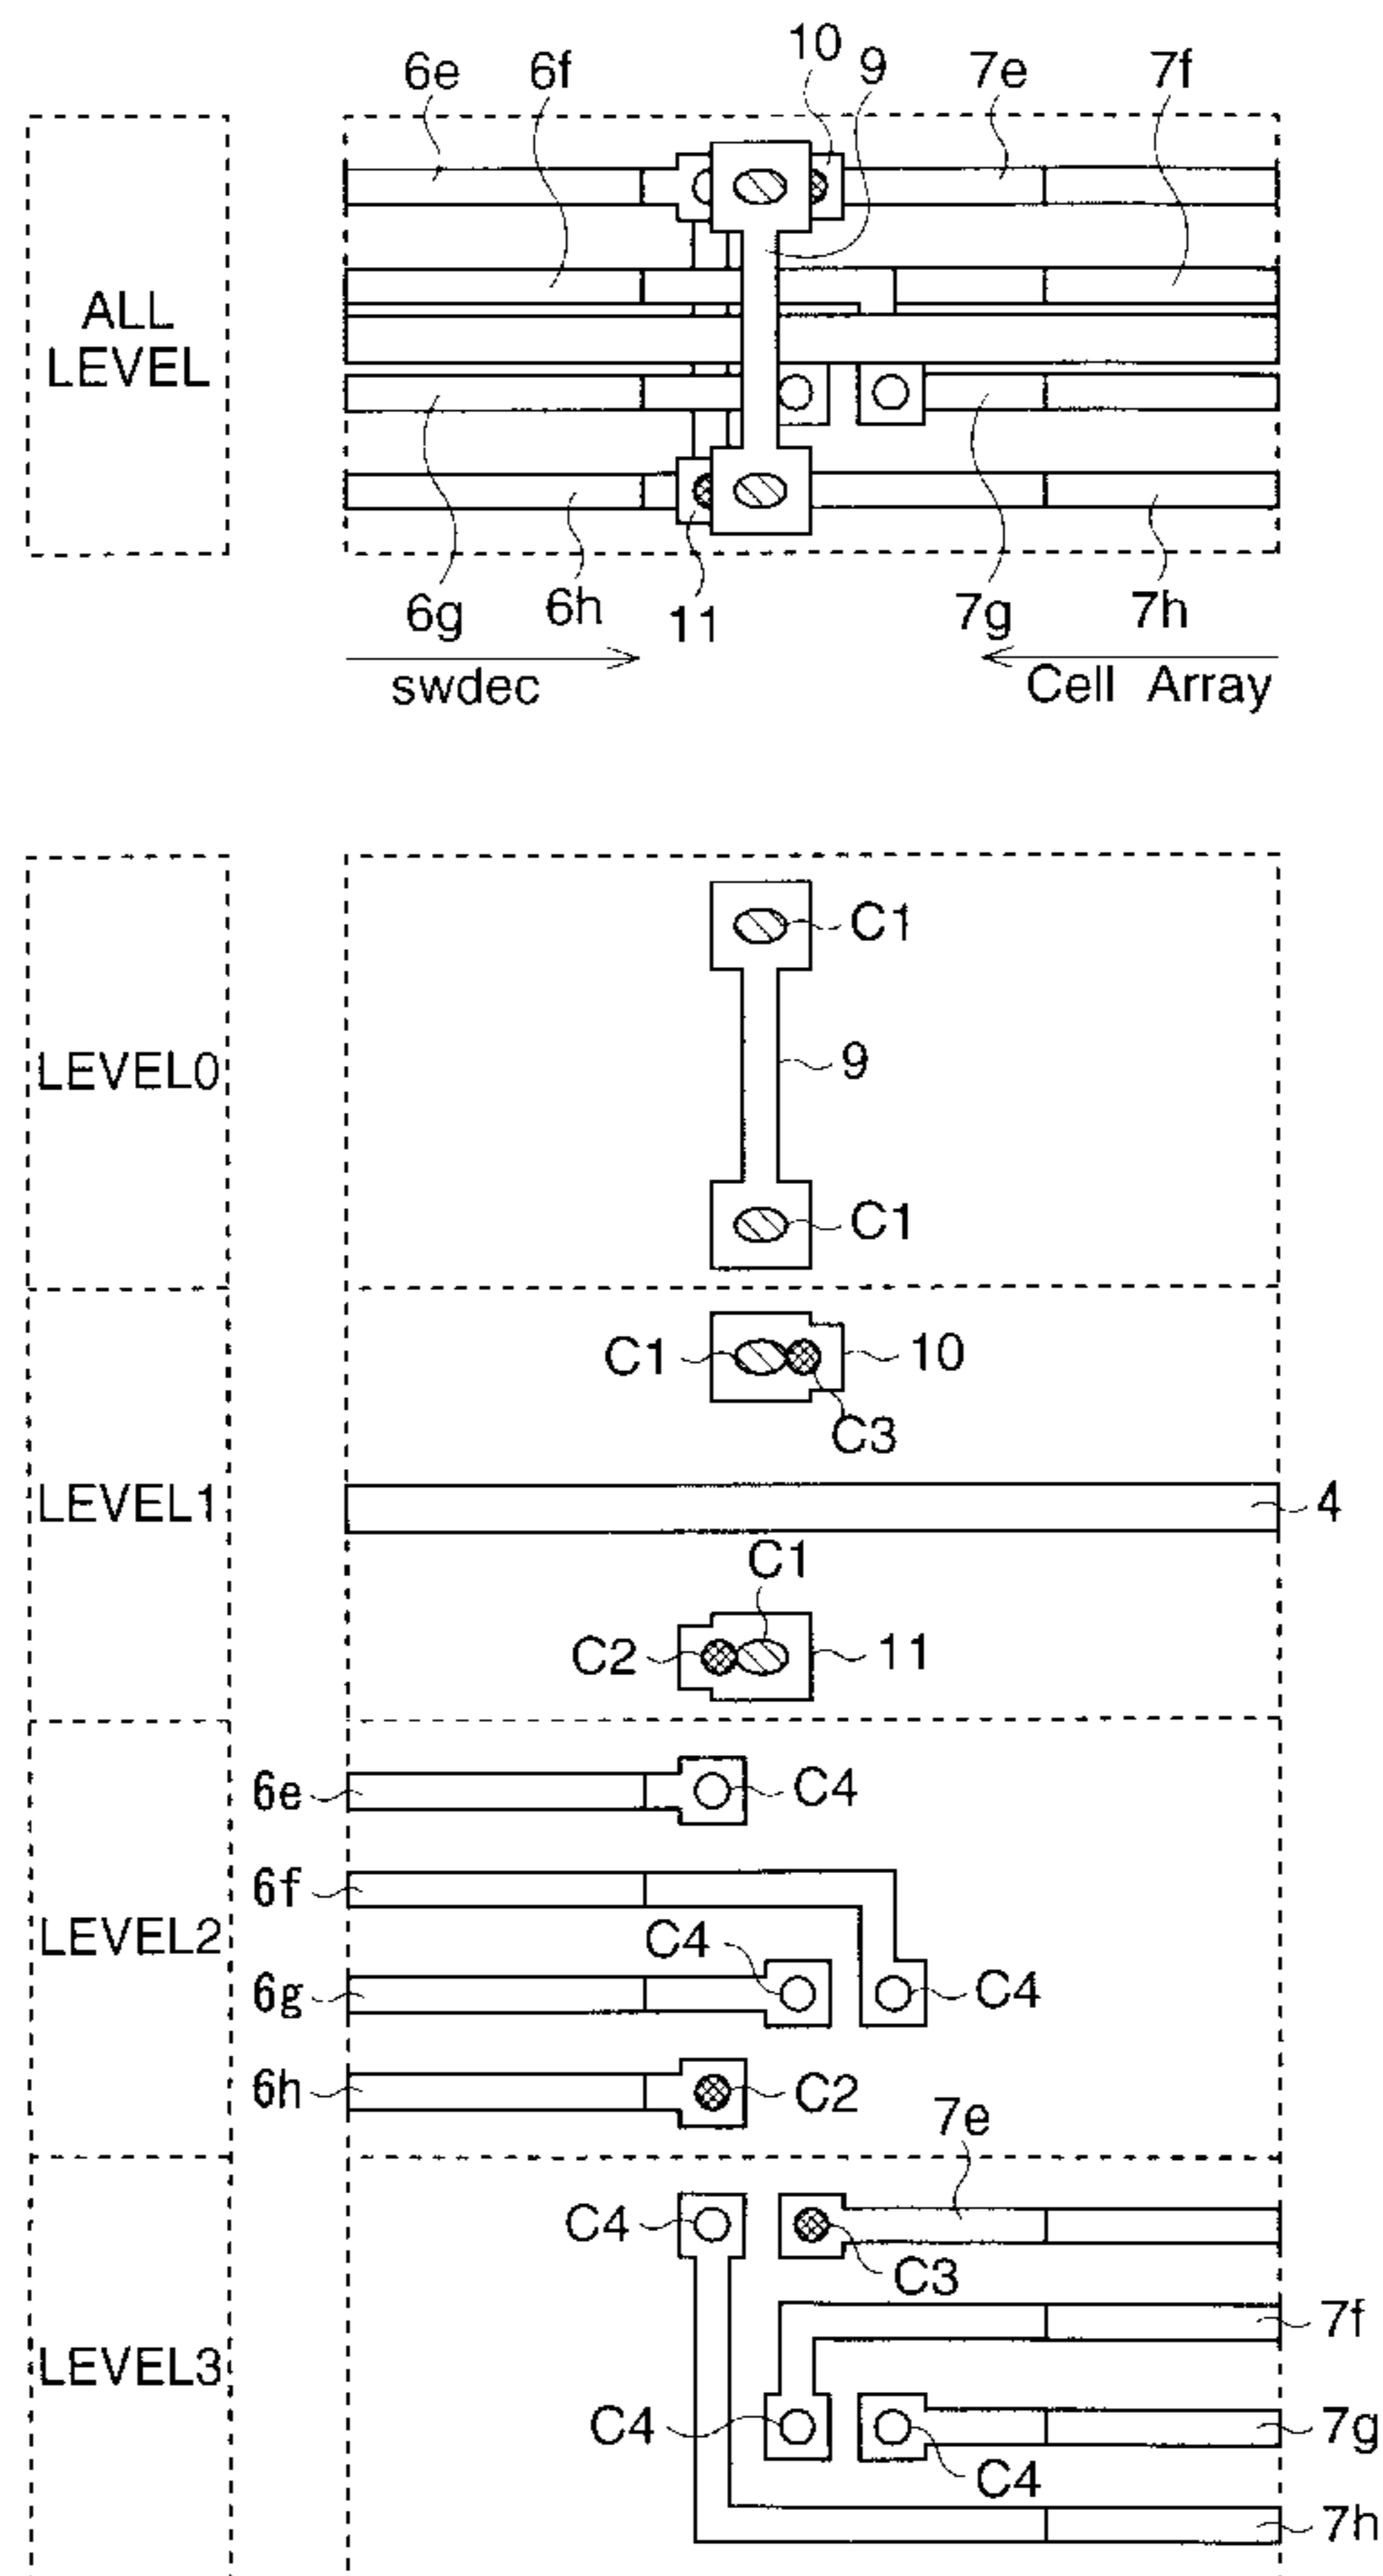 10 9
6e 6f 7e 7f
ALL
LEVEL
6g 6h 11 7g 7h
swdec Cell Array
LEVEL0
C1
9
C1
LEVEL1
C1 10
C3
4
C1
C2 11
LEVEL2
6e C4
6f
C4
6g C4
6h C2
LEVEL3
7e
C4
C3
7f
C4 7g
C4
7h